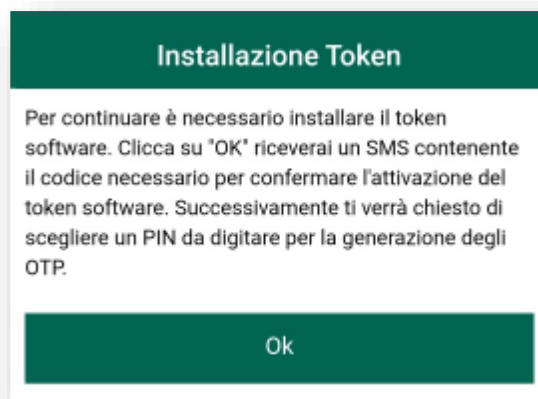 Installazione Token
Per continuare è necessario installare il token
software. Clicca su "OK" riceverai un SMS contenente
il codice necessario per confermare l'attivazione del
token software. Successivamente ti verrà chiesto di
scegliere un PIN da digitare per la generazione degli
OTP.
Ok